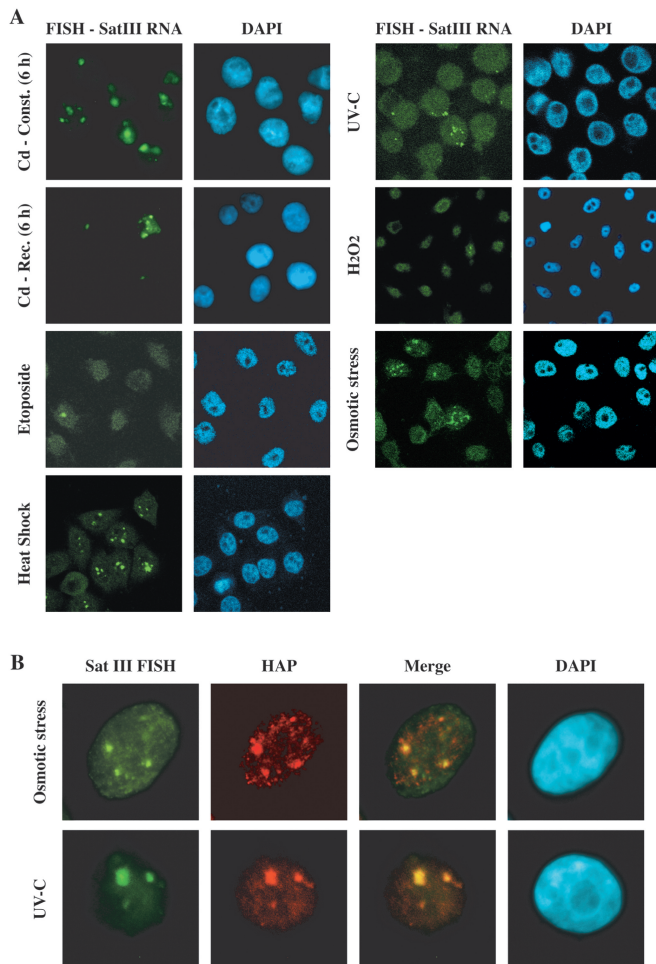 A
FISH - SatIII RNA
DAPI
Cd - Const. (6 h)
Cd - Rec. (6 h)
Etoposide
Heat Shock
FISH - SatIII RNA
DAPI
UV-C
H2O2
Osmotic stress
B
Sat III FISH
HAP
Merge
DAPI
Osmotic stress
UV-C